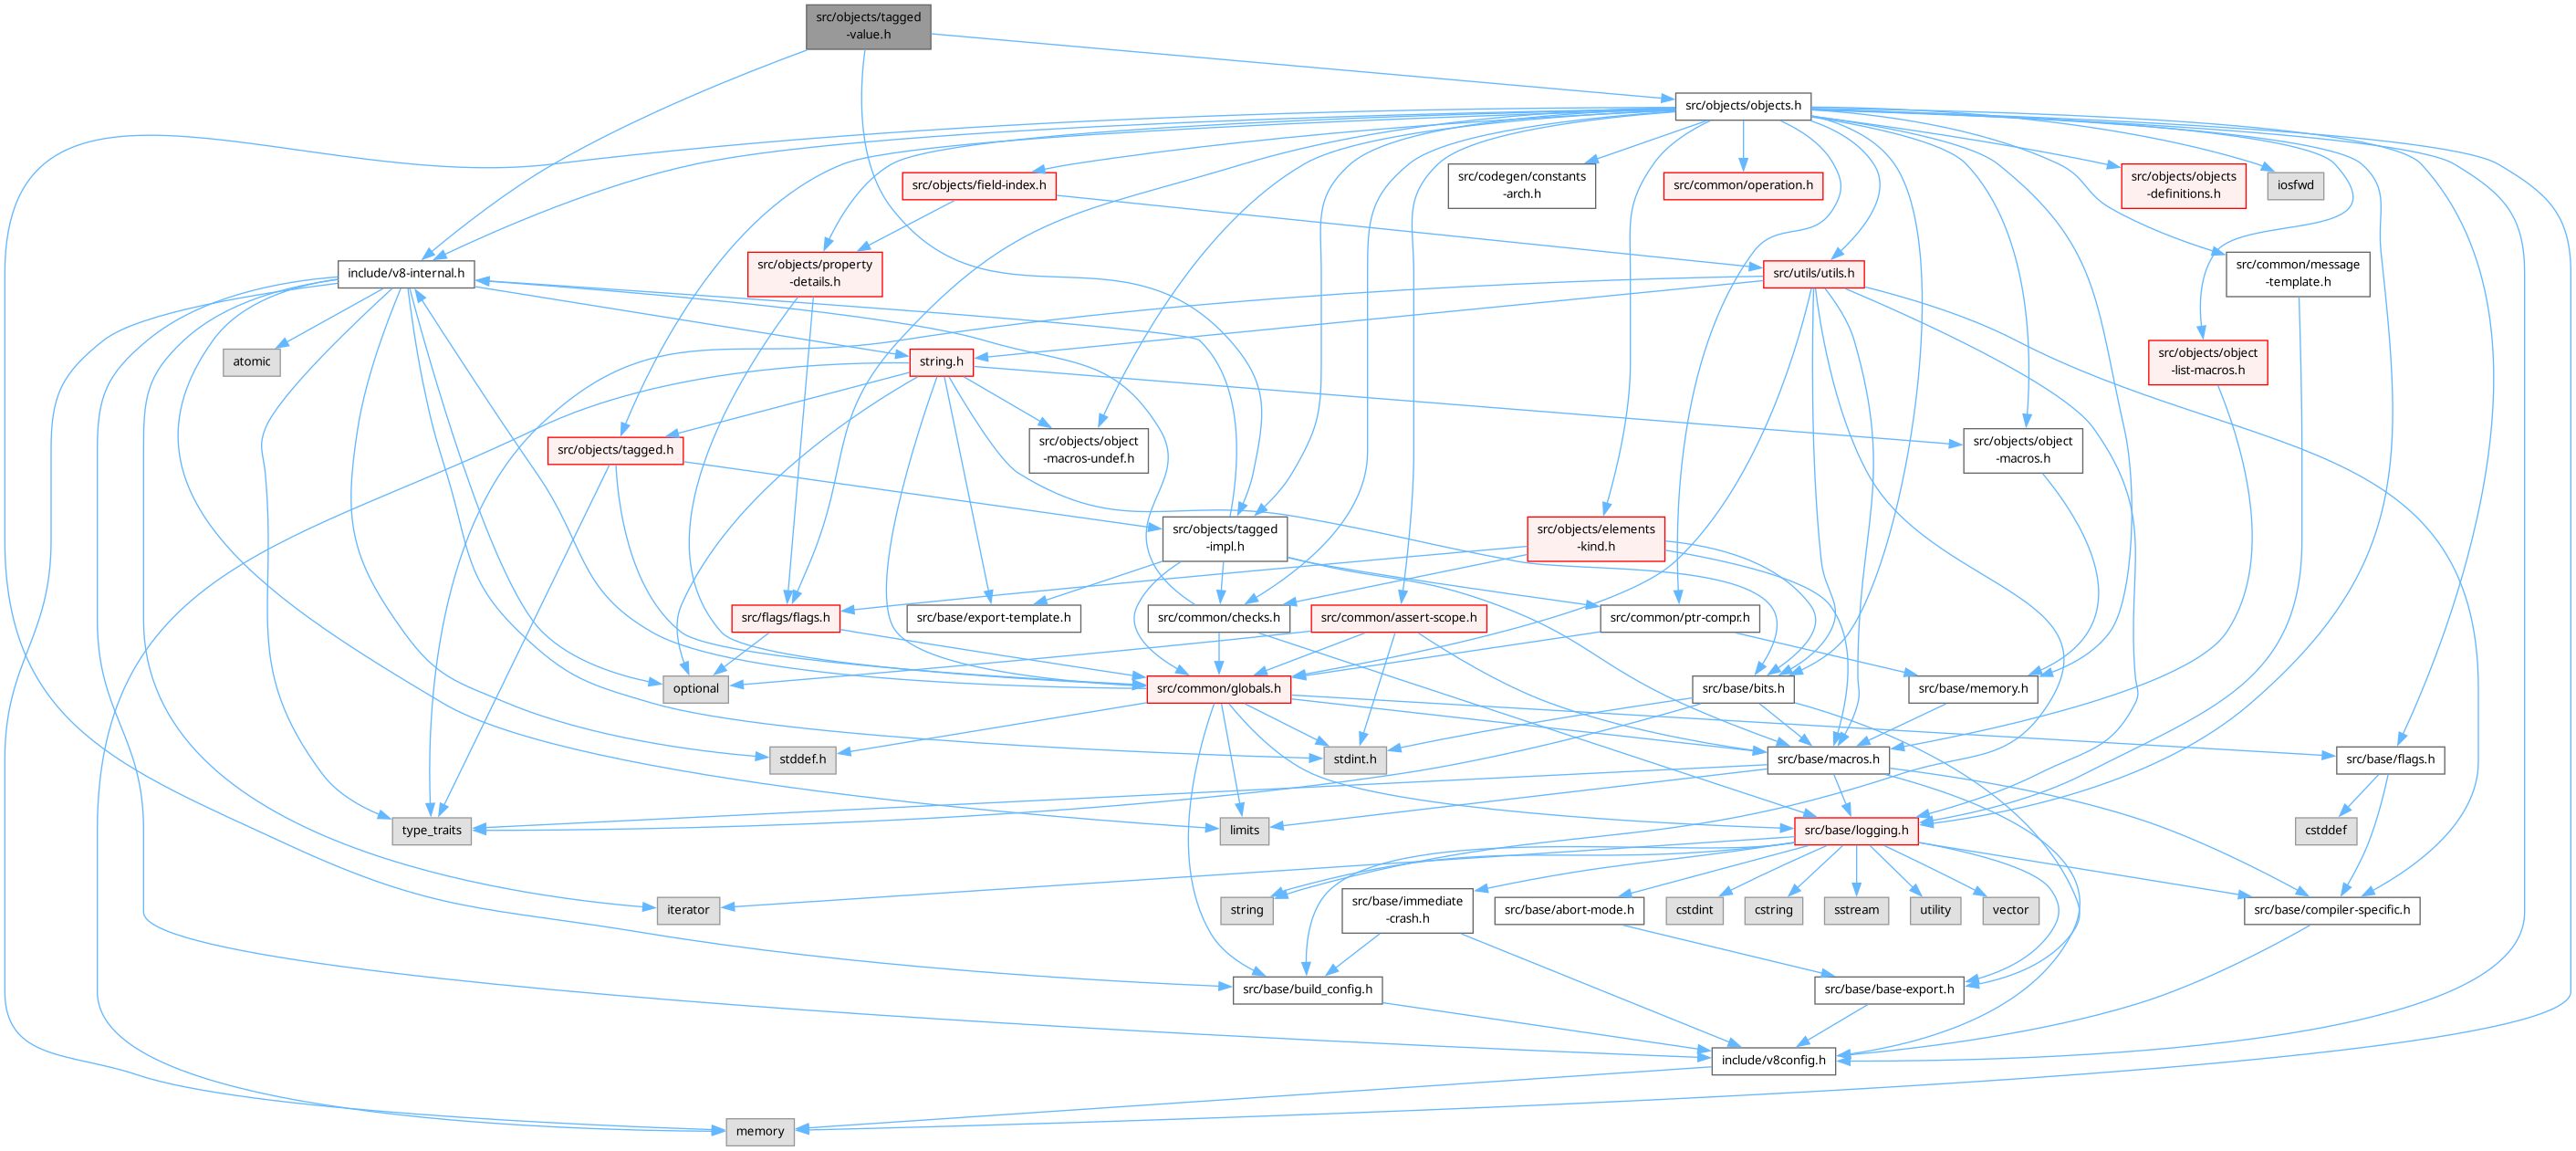 src/objects/tagged
-value.h
src/objects/objects.h
src/codegen/constants
-arch.h
src/common/operation.h
src/objects/objects
-definitions.h
iosfwd
src/objects/field-index.h
include/v8-internal.h
src/objects/property
-details.h
src/utils/utils.h
src/common/message
-template.h
atomic
string.h
src/objects/object
-list-macros.h
src/objects/tagged.h
src/objects/object
-macros-undef.h
src/objects/object
-macros.h
src/objects/tagged
-impl.h
src/objects/elements
-kind.h
src/flags/flags.h
src/base/export-template.h
src/common/checks.h
src/common/assert-scope.h
src/common/ptr-compr.h
optional
src/common/globals.h
src/base/bits.h
src/base/memory.h
stddef.h
stdint.h
src/base/macros.h
src/base/flags.h
type_traits
limits
src/base/logging.h
cstddef
iterator
string
src/base/immediate
-crash.h
src/base/abort-mode.h
cstdint
cstring
sstream
utility
vector
src/base/compiler-specific.h
src/base/build_config.h
src/base/base-export.h
include/v8config.h
memory